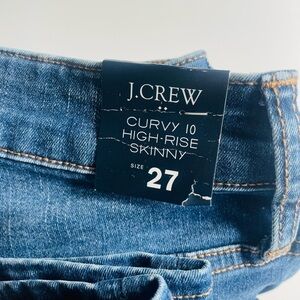 J.CREW
CURVY 10
HIGH-RISE
SKINNY
SIZE 27